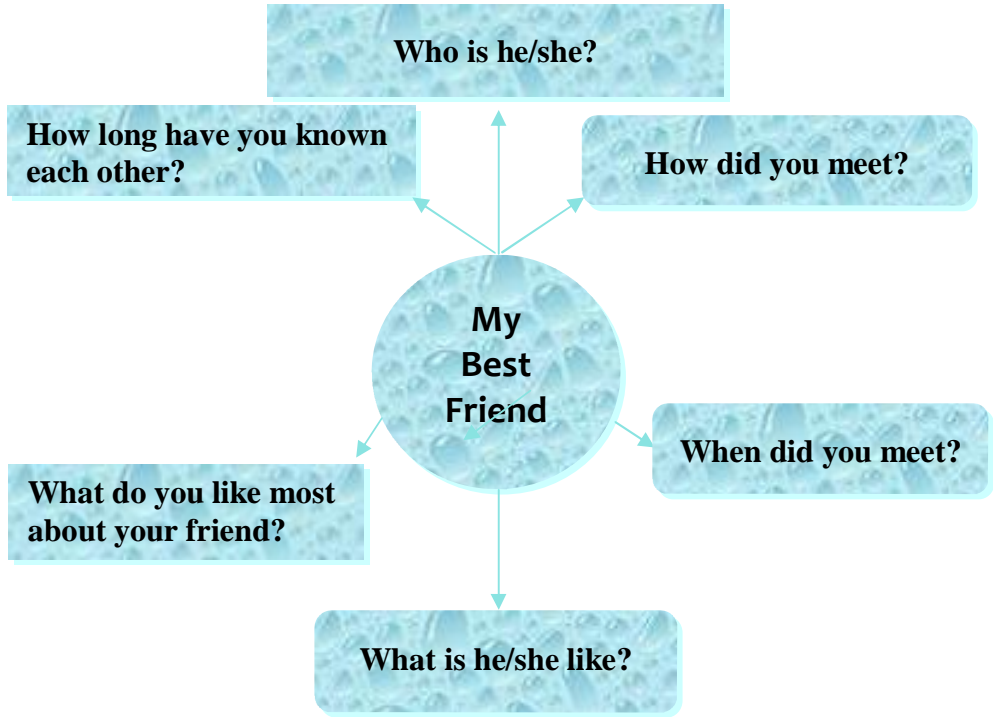 Who is he/she?
How long have you known
each other?
How did you meet?
My
Best
Friend
When did you meet?
What do you like most
about your friend?
What is he/she like?